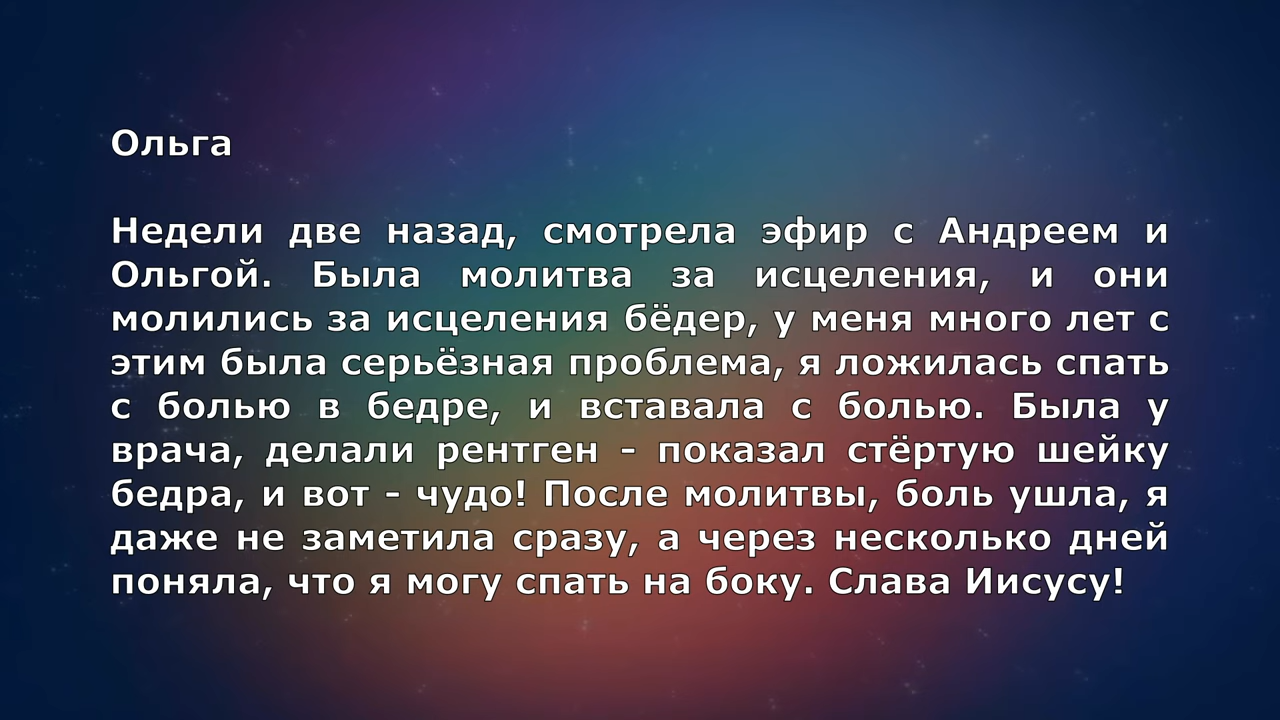 Ольга
Недели две назад, смотрела эфир с Андреем и
Ольгой. Была молитва за исцеления, и они
молились за исцеления бёдер, у меня много лет с
этим была серьёзная проблема, я ложилась спать
с болью в бедре, и вставала с болью. Была у
врача, делали рентген - показал стёртую шейку
бедра, и вот - чудо! После молитвы, боль ушла, я
даже не заметила сразу, а через несколько дней
поняла, что я могу спать на боку. Слава Иисусу!